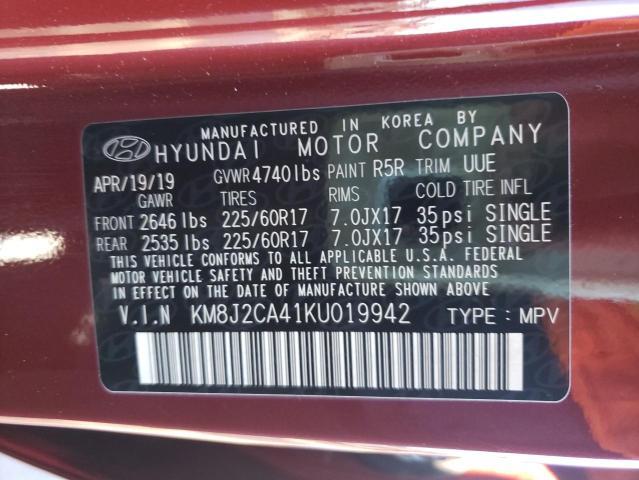 MANUFACTURED IN KOREA BY
HYUNDAI MOTOR COMPANY
APR/19/19 GVWR 4740lbs PAINT R5R TRIM UUE
GAWR TIRES RIMS COLD TIRE INFL
FRONT 2646 lbs 225/60R17 7.0JX17 35psi SINGLE
REAR 2535 lbs 225/60R17 7.0JX17 35psi SINGLE
THIS VEHICLE CONFORMS TO ALL APPLICABLE U.S.A. FEDERAL
MOTOR VEHICLE SAFETY AND THEFT PREVENTION STANDARDS
IN EFFECT ON THE DATE OF MANUFACTURE SHOWN ABOVE
V.I.N KM8J2CA41KU019942 TYPE : MPV